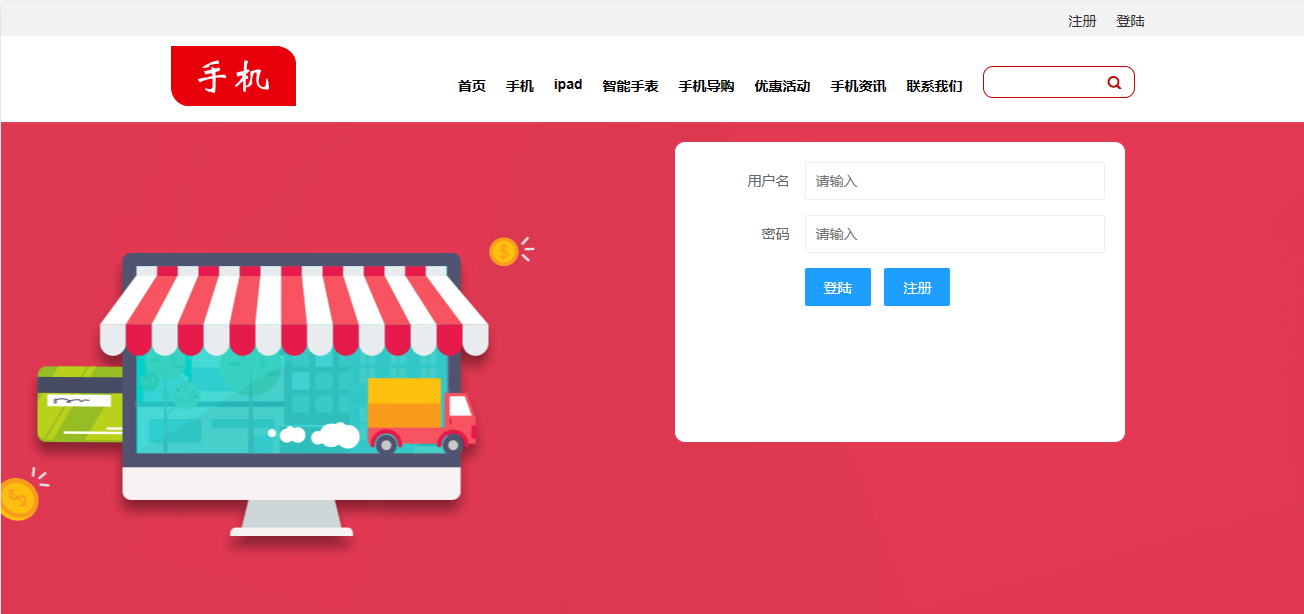 注册 登陆
手机
首页 手机 ipad 智能手表 手机导购 优惠活动 手机资讯 联系我们
用户名 请输入
密码 请输入
登陆 注册